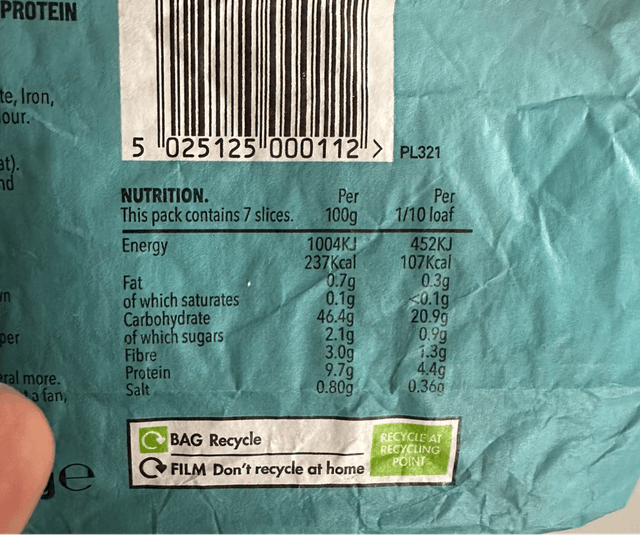 PROTEIN
te, Iron,
our.
at).
nd
5 025125 000112 >
PL321
NUTRITION. Per Per
This pack contains 7 slices. 100g 1/10 loaf
Energy 1004KJ 452KJ
237Kcal 107Kcal
Fat 0.7g 0.3g
of which saturates 0.1g <0.1g
Carbohydrate 46.4g 20.9g
of which sugars 2.1g 0.9g
Fibre 3.0g 1.3g
Protein 9.7g 4.4g
Salt 0.80g 0.36g
per
eral more.
a fan,
ge
BAG Recycle
FILM Don't recycle at home
RECYCLE AT
RECYCLING
POINT